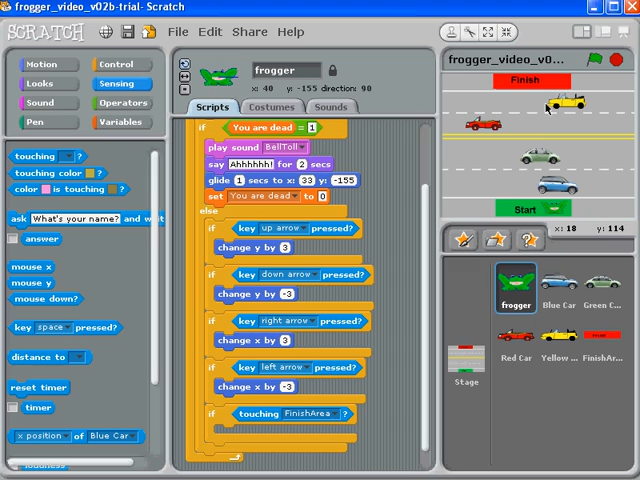 frogger_video_v02b-trial- Scratch
SCRATCH
File Edit Share Help
Motion Control
Looks Sensing
Sound Operators
Pen Variables
touching ?
touching color ?
color is touching ?
ask What's your name? and wait
answer
mouse x
mouse y
mouse down?
key space pressed?
distance to
reset timer
timer
x position of Blue Car
loudness
frogger
x: 40 y: -155 direction: 90
Scripts Costumes Sounds
if You are dead = 1
play sound BellToll
say Ahhhhhh! for 2 secs
glide 1 secs to x: 33 y: -155
set You are dead to 0
else
if key up arrow pressed?
change y by 3
if key down arrow pressed?
change y by -3
if key right arrow pressed?
change x by 3
if key left arrow pressed?
change x by -3
if touching FinishArea ?
frogger_video_v0...
Finish
Start
x: 18 y: 114
frogger Blue Car Green C...
Red Car Yellow ... FinishAr...
Stage